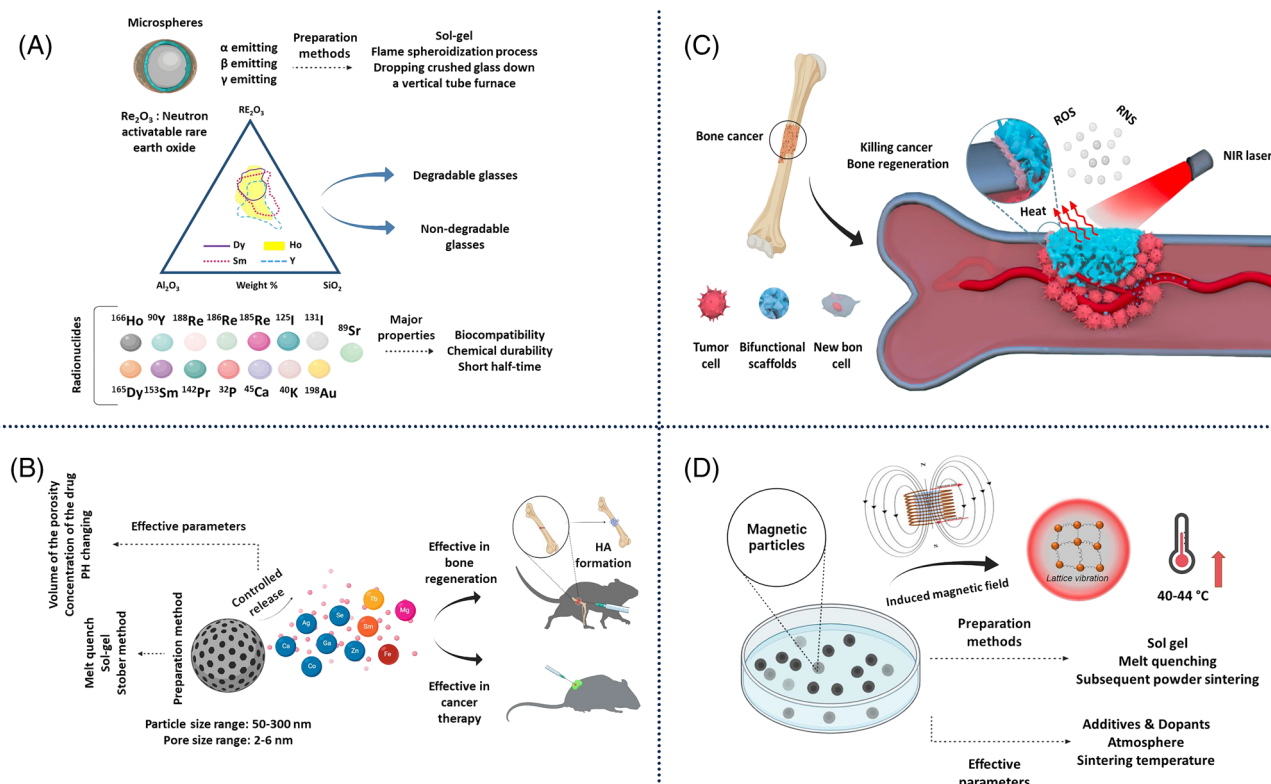 (A)
Microspheres
α emitting
β emitting
γ emitting
Preparation
methods
Sol-gel
Flame spheroidization process
Dropping crushed glass down
a vertical tube furnace
Re₂O₃ : Neutron
activatable rare
earth oxide
RE₂O₃
Dy
Ho
Sm
Y
Al₂O₃
Weight %
SiO₂
Degradable glasses
Non-degradable
glasses
Radionuclides
¹⁶⁶Ho ⁹⁰Y ¹⁸⁸Re ¹⁸⁶Re ¹⁸⁵Re ¹²⁵I ¹³¹I
⁸⁹Sr
¹⁶⁵Dy ¹⁵³Sm ¹⁴²Pr ³²P ⁴⁵Ca ⁴⁰K ¹⁹⁸Au
Major
properties
Biocompatibility
Chemical durability
Short half-time
(C)
Bone cancer
Killing cancer
Bone regeneration
ROS
RNS
NIR laser
Heat
Tumor
cell
Bifunctional
scaffolds
New bon
cell
(B)
Volume of the porosity
Concentration of the drug
PH changing
Effective parameters
Controlled
release
Melt quench
Sol-gel
Stober method
Preparation method
Ag
Se
Tb
Mg
Ca
Ga
Sm
Zn
Fe
Co
Particle size range: 50-300 nm
Pore size range: 2-6 nm
Effective in
bone
regeneration
HA
formation
Effective in
cancer
therapy
(D)
Magnetic
particles
N
S
Induced magnetic field
Lattice vibration
40-44 °C
Preparation
methods
Sol gel
Melt quenching
Subsequent powder sintering
Effective
parameters
Additives & Dopants
Atmosphere
Sintering temperature